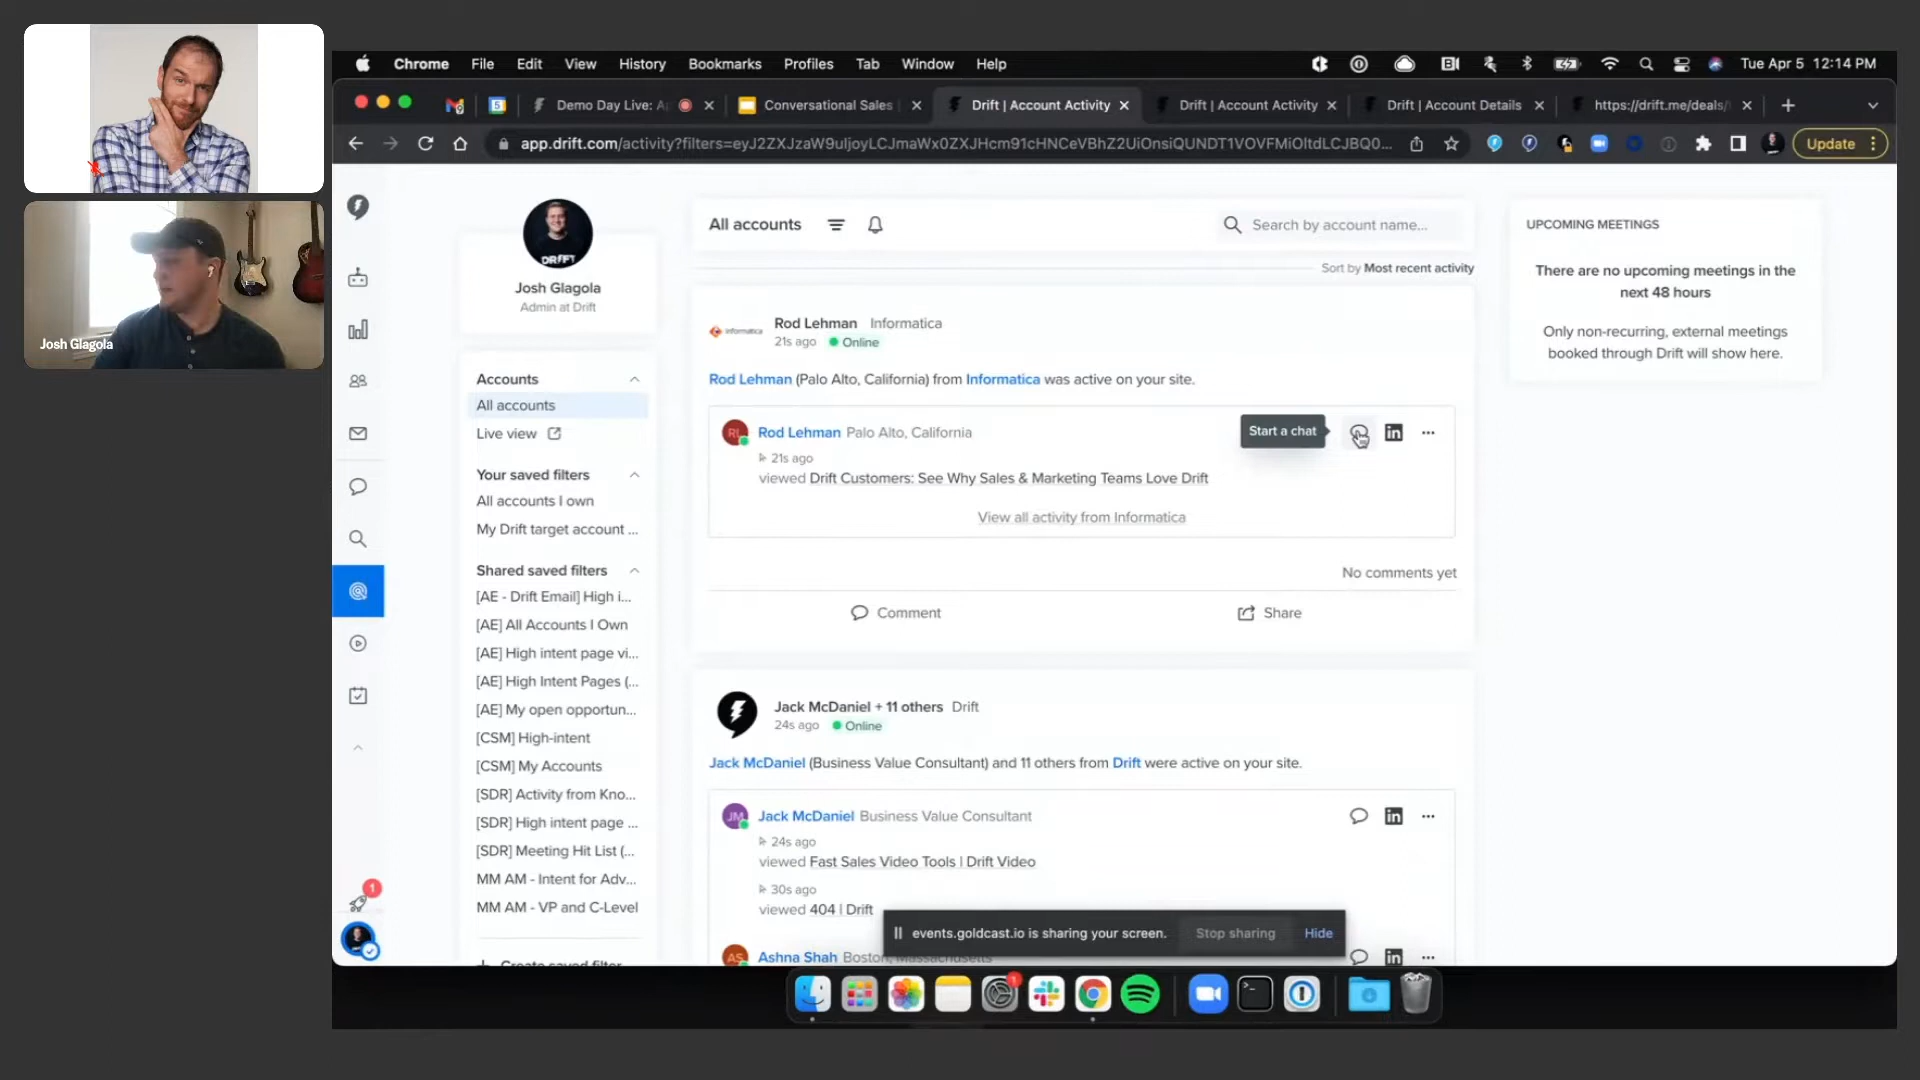 Josh Glagola
Chrome File Edit View History Bookmarks Profiles Tab Window Help
Tue Apr 5 12:14 PM
Demo Day Live: A
Conversational Sales
Drift | Account Activity
Drift | Account Activity
Drift | Account Details
https://drift.me/deals/
app.drift.com/activity?filters=eyJ2ZXJzaW9uIjoyLCJmaWx0ZXJHcm91cHNCeVBhZ2UiOnsiQUNDT1VOVFMiOltdLCJBQ0...
Update
DRIFT
Josh Glagola
Admin at Drift
Accounts
All accounts
Live view
Your saved filters
All accounts I own
My Drift target account ...
Shared saved filters
[AE - Drift Email] High i...
[AE] All Accounts I Own
[AE] High intent page vi...
[AE] High Intent Pages (...
[AE] My open opportun...
[CSM] High-intent
[CSM] My Accounts
[SDR] Activity from Kno...
[SDR] High intent page ...
[SDR] Meeting Hit List (...
MM AM - Intent for Adv...
MM AM - VP and C-Level
+ Create saved filter
1
All accounts
Search by account name...
Sort by Most recent activity
Informatica
Rod Lehman Informatica
21s ago Online
Rod Lehman (Palo Alto, California) from Informatica was active on your site.
RL
Rod Lehman Palo Alto, California
Start a chat
21s ago
viewed Drift Customers: See Why Sales & Marketing Teams Love Drift
View all activity from Informatica
No comments yet
Comment
Share
Jack McDaniel + 11 others Drift
24s ago Online
Jack McDaniel (Business Value Consultant) and 11 others from Drift were active on your site.
JM
Jack McDaniel Business Value Consultant
24s ago
viewed Fast Sales Video Tools | Drift Video
30s ago
viewed 404 | Drift
AS
Ashna Shah Boston, Massachusetts
events.goldcast.io is sharing your screen.
Stop sharing
Hide
UPCOMING MEETINGS
There are no upcoming meetings in the
next 48 hours
Only non-recurring, external meetings
booked through Drift will show here.
1